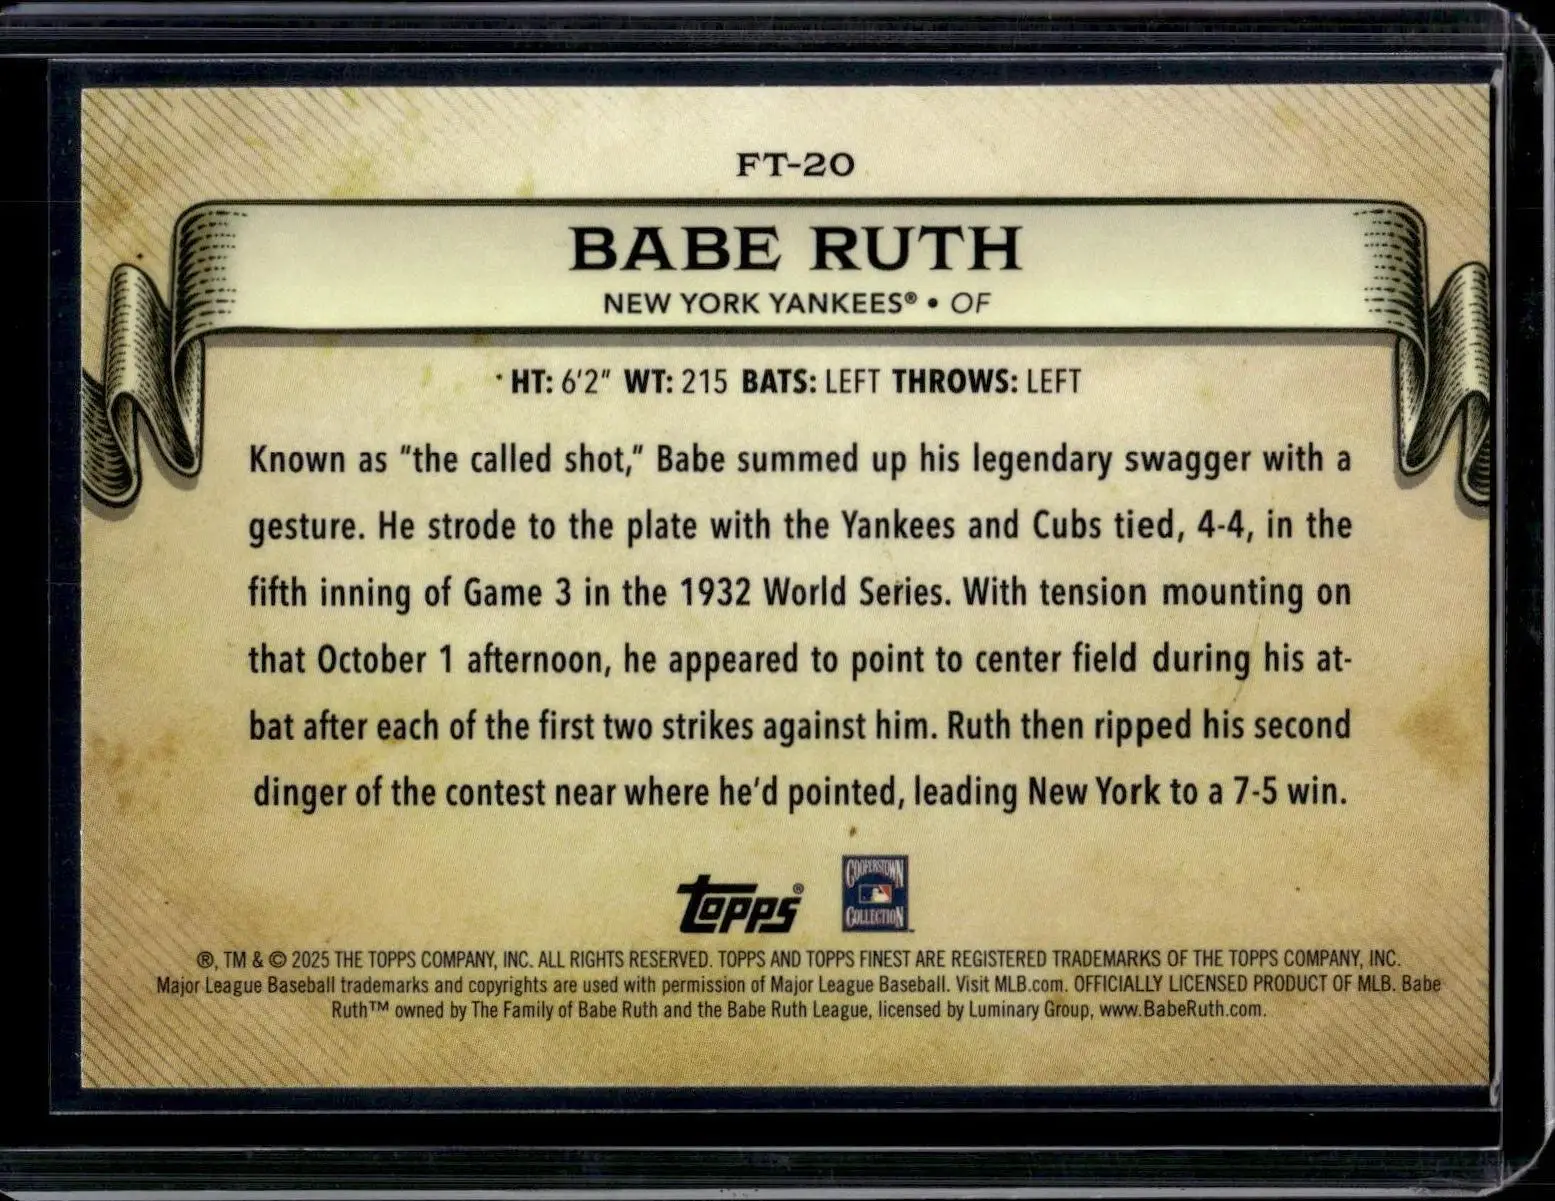 FT-20
BABE RUTH
NEW YORK YANKEES® • OF
HT: 6'2" WT: 215 BATS: LEFT THROWS: LEFT
Known as "the called shot," Babe summed up his legendary swagger with a
gesture. He strode to the plate with the Yankees and Cubs tied, 4-4, in the
fifth inning of Game 3 in the 1932 World Series. With tension mounting on
that October 1 afternoon, he appeared to point to center field during his at-
bat after each of the first two strikes against him. Ruth then ripped his second
dinger of the contest near where he'd pointed, leading New York to a 7-5 win.
topps®
COOPERSTOWN
COLLECTION
®, TM & © 2025 THE TOPPS COMPANY, INC. ALL RIGHTS RESERVED. TOPPS AND TOPPS FINEST ARE REGISTERED TRADEMARKS OF THE TOPPS COMPANY, INC.
Major League Baseball trademarks and copyrights are used with permission of Major League Baseball. Visit MLB.com. OFFICIALLY LICENSED PRODUCT OF MLB. Babe
Ruth™ owned by The Family of Babe Ruth and the Babe Ruth League, licensed by Luminary Group, www.BabeRuth.com.